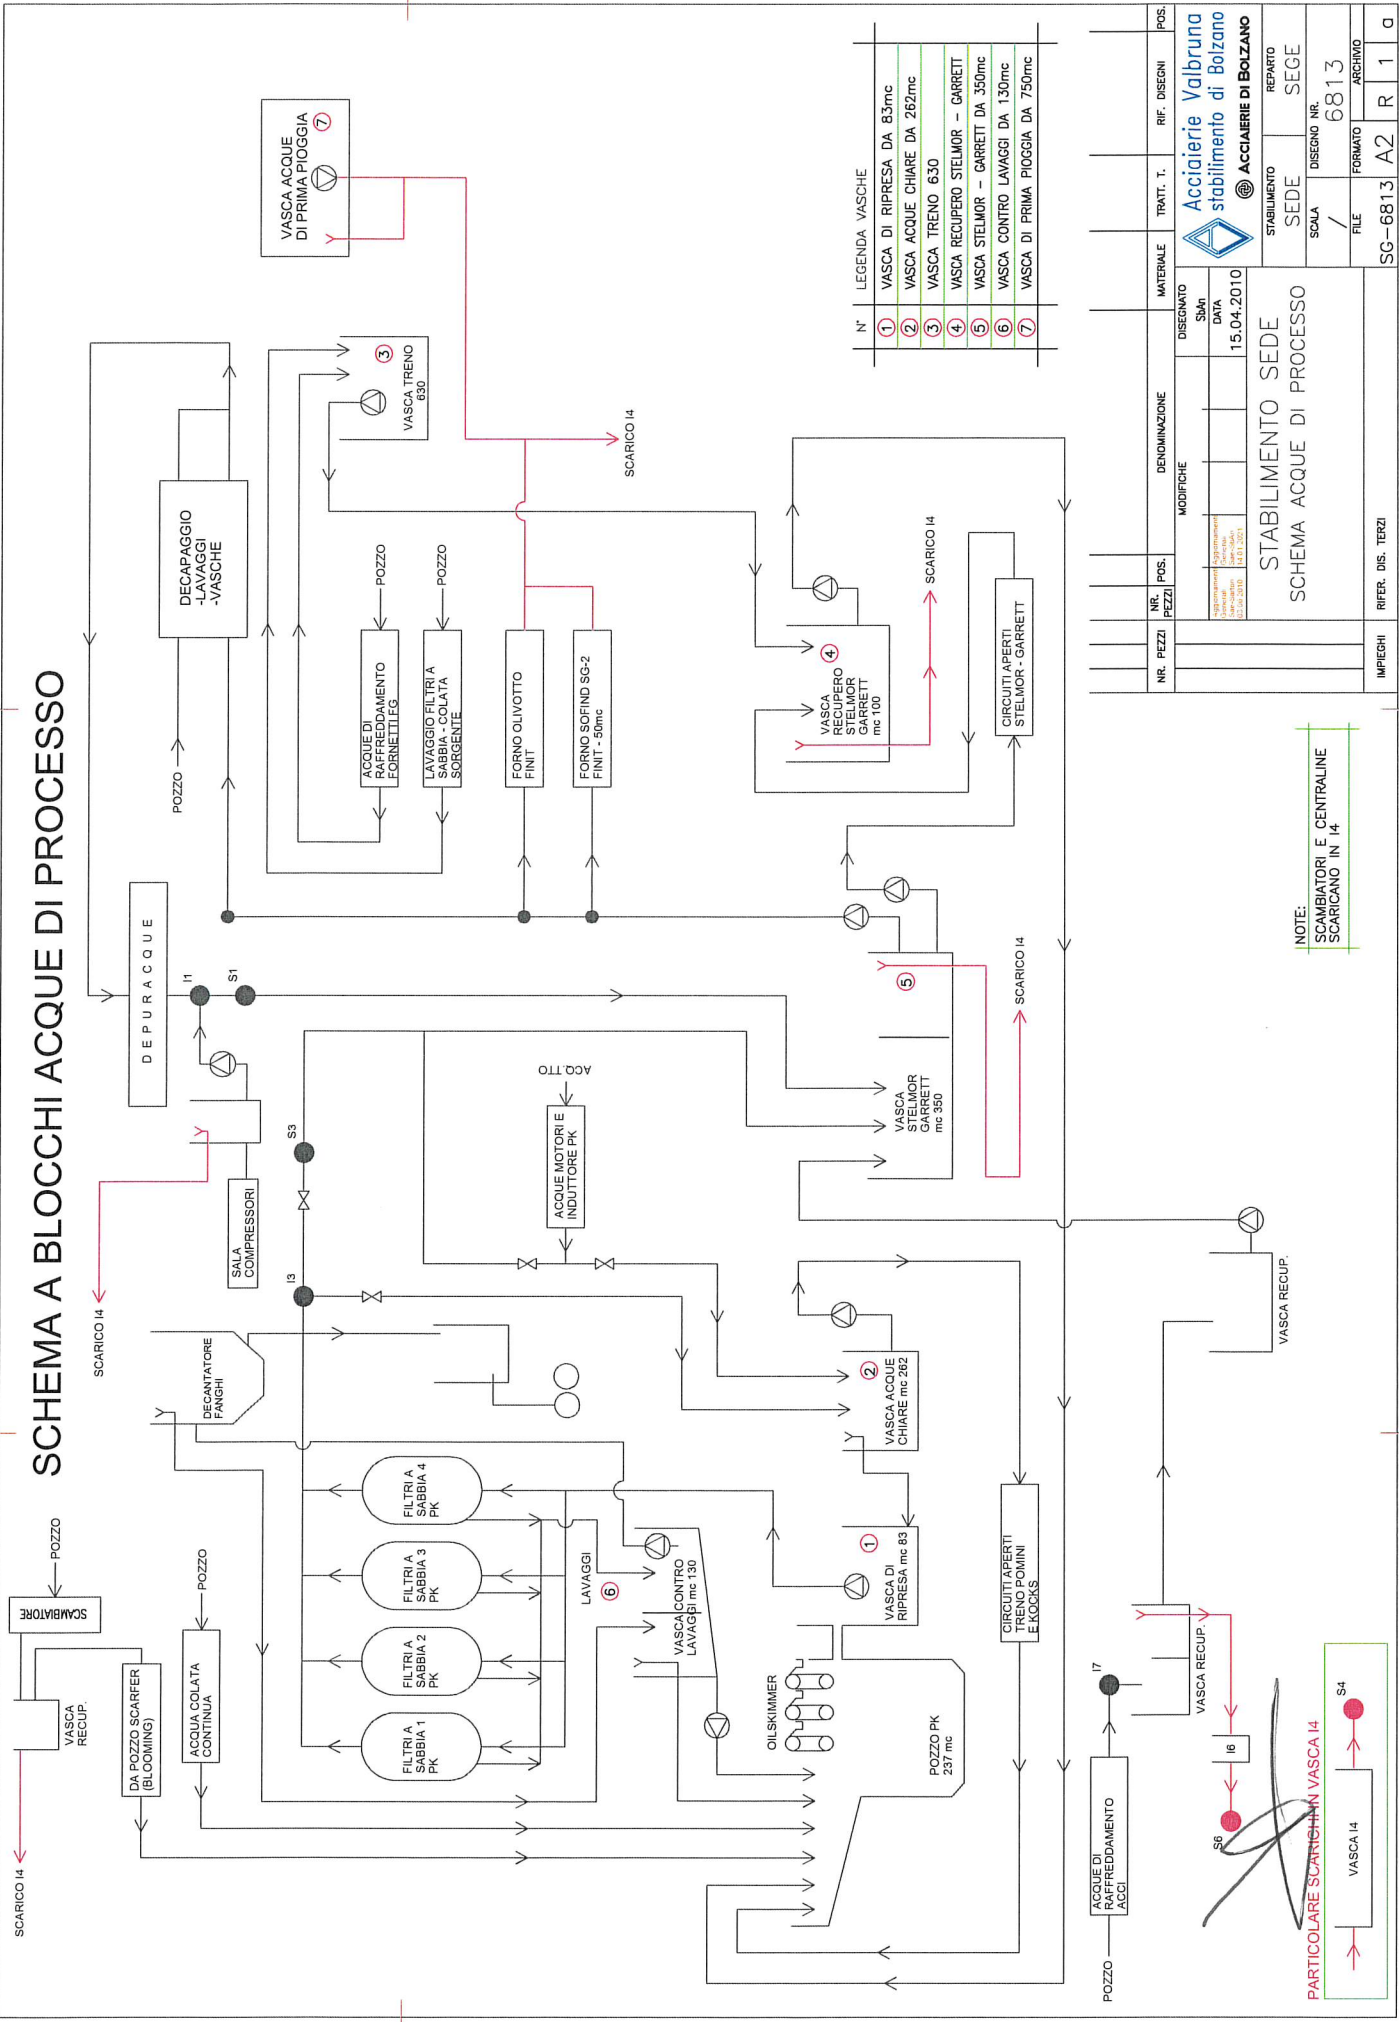 SCHEMA A BLOCCHI ACQUE DI PROCESSO
SCARICO I4
VASCA
RECUP.
SCAMBIATORE
POZZO
DA POZZO SCARFER
(BLOOMING)
ACQUA COLATA
CONTINUA
POZZO
DECANTATORE
FANGHI
SCARICO I4
SALA
COMPRESSORI
DEPURACQUE
I1
S1
I3
S3
POZZO
DECAPAGGIO
-LAVAGGI
-VASCHE
VASCA ACQUE
DI PRIMA PIOGGIA
7
3
VASCA TRENO
630
ACQUE DI
RAFFREDDAMENTO
FORNETTI FG
POZZO
LAVAGGIO FILTRI A
SABBIA - COLATA
SORGENTE
POZZO
FORNO OLIVOTTO
FINIT
FORNO SOFIND SG-2
FINIT - 50mc
SCARICO I4
FILTRI A
SABBIA 1
PK
FILTRI A
SABBIA 2
PK
FILTRI A
SABBIA 3
PK
FILTRI A
SABBIA 4
PK
LAVAGGI
6
VASCA CONTRO
LAVAGGI mc 130
ACQUE MOTORI E
INDUTTORE PK
ACQ.TTO
OILSKIMMER
POZZO PK
237 mc
1
VASCA DI
RIPRESA mc 83
2
VASCA ACQUE
CHIARE mc 262
CIRCUITI APERTI
TRENO POMINI
E KOCKS
VASCA
STELMOR
GARRETT
mc 350
5
SCARICO I4
4
VASCA
RECUPERO
STELMOR
GARRETT
mc 100
SCARICO I4
CIRCUITI APERTI
STELMOR - GARRETT
POZZO
ACQUE DI
RAFFREDDAMENTO
ACCI
I7
VASCA RECUP.
VASCA RECUP.
I6
S6
PARTICOLARE SCARICHI IN VASCA I4
VASCA I4
S4
NOTE:
SCAMBIATORI E CENTRALINE
SCARICANO IN I4
N° LEGENDA VASCHE
1 VASCA DI RIPRESA DA 83mc
2 VASCA ACQUE CHIARE DA 262mc
3 VASCA TRENO 630
4 VASCA RECUPERO STELMOR - GARRETT
5 VASCA STELMOR - GARRETT DA 350mc
6 VASCA CONTRO LAVAGGI DA 130mc
7 VASCA DI PRIMA PIOGGIA DA 750mc
NR. PEZZI NR. PEZZI POS. DENOMINAZIONE MATERIALE TRATT. T. RIF. DISEGNI POS.
MODIFICHE
DISEGNATO
SbAn
DATA
15.04.2010
Acciaierie Valbruna
stabilimento di Bolzano
ACCIAIERIE DI BOLZANO
STABILIMENTO SEDE
SCHEMA ACQUE DI PROCESSO
STABILIMENTO
SEDE
REPARTO
SEGE
SCALA
/
DISEGNO NR.
6813
IMPIEGHI
RIFER. DIS. TERZI
FILE
SG-6813
FORMATO
A2
ARCHIVIO
R 1 a